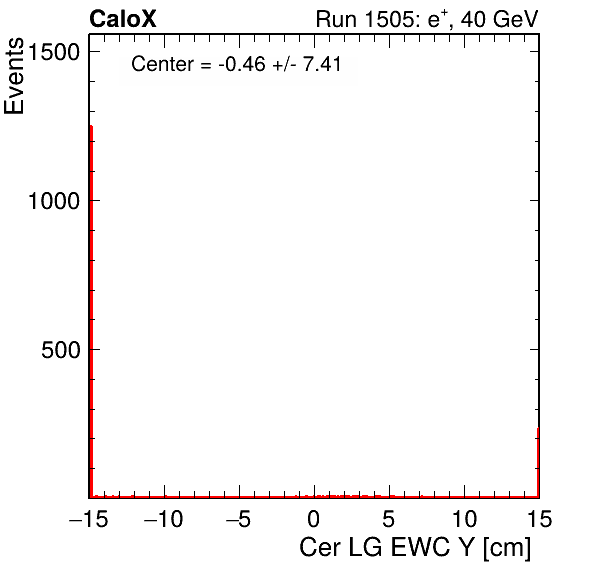 CaloX
Run 1505: e+, 40 GeV
Center = -0.46 +/- 7.41
Events
1500
1000
500
−15 −10 −5 0 5 10 15
Cer LG EWC Y [cm]